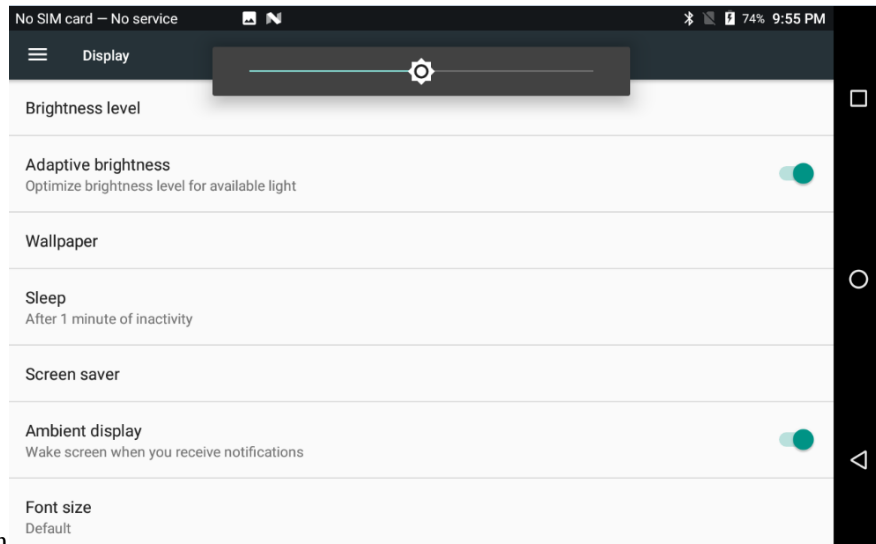 No SIM card — No service 74% 9:55 PM
Display
Brightness level
Adaptive brightness
Optimize brightness level for available light
Wallpaper
Sleep
After 1 minute of inactivity
Screen saver
Ambient display
Wake screen when you receive notifications
Font size
Default